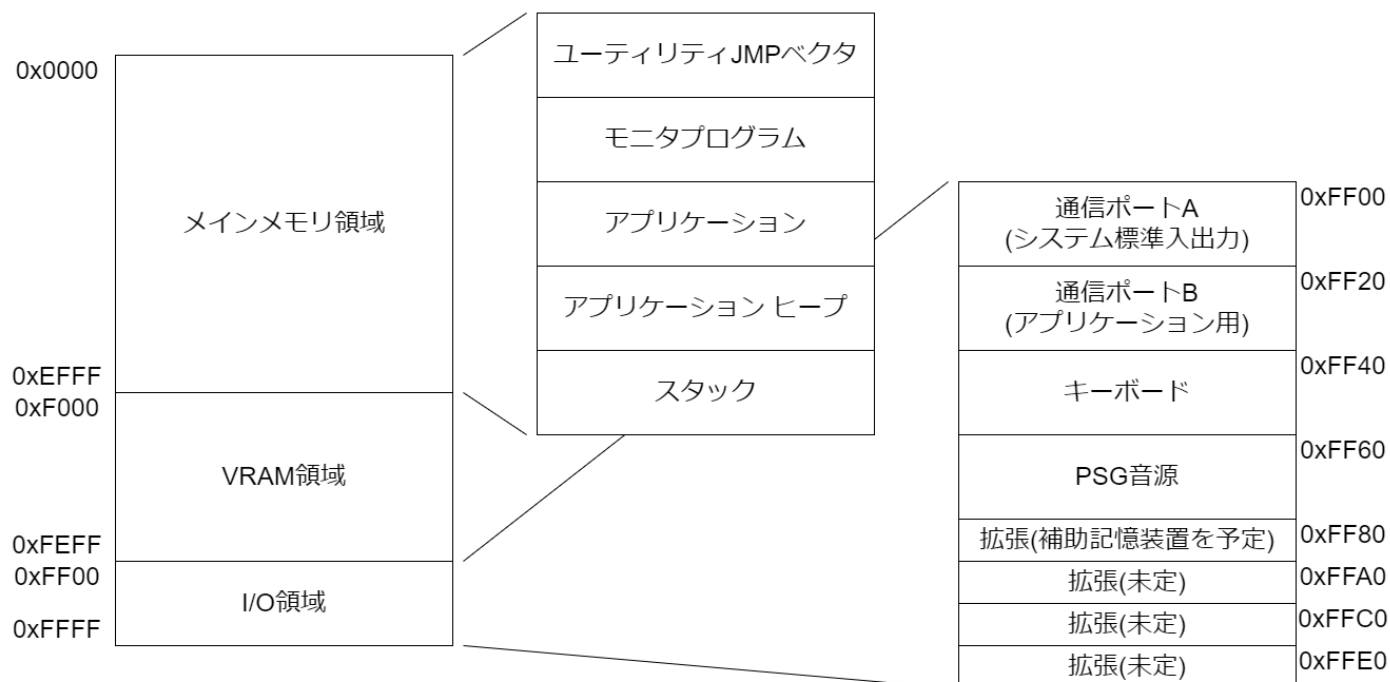 0x0000
メインメモリ領域
0xEFFF
0xF000
VRAM領域
0xFEFF
0xFF00
I/O領域
0xFFFF
ユーティリティJMPベクタ
モニタプログラム
アプリケーション
アプリケーション ヒープ
スタック
通信ポートA
(システム標準入出力)
0xFF00
通信ポートB
(アプリケーション用)
0xFF20
キーボード
0xFF40
PSG音源
0xFF60
拡張(補助記憶装置を予定)
0xFF80
拡張(未定)
0xFFA0
拡張(未定)
0xFFC0
拡張(未定)
0xFFE0